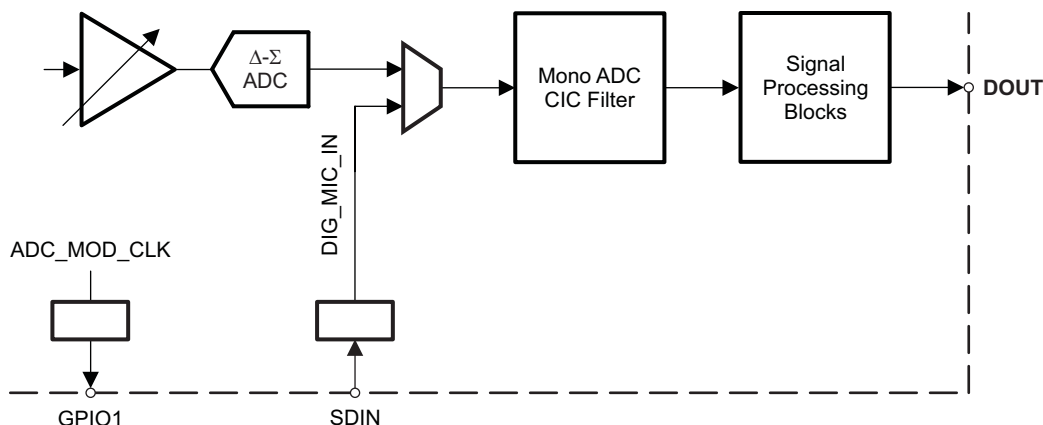 Δ-Σ
ADC
Mono ADC
CIC Filter
Signal
Processing
Blocks
DOUT
DIG_MIC_IN
ADC_MOD_CLK
GPIO1
SDIN